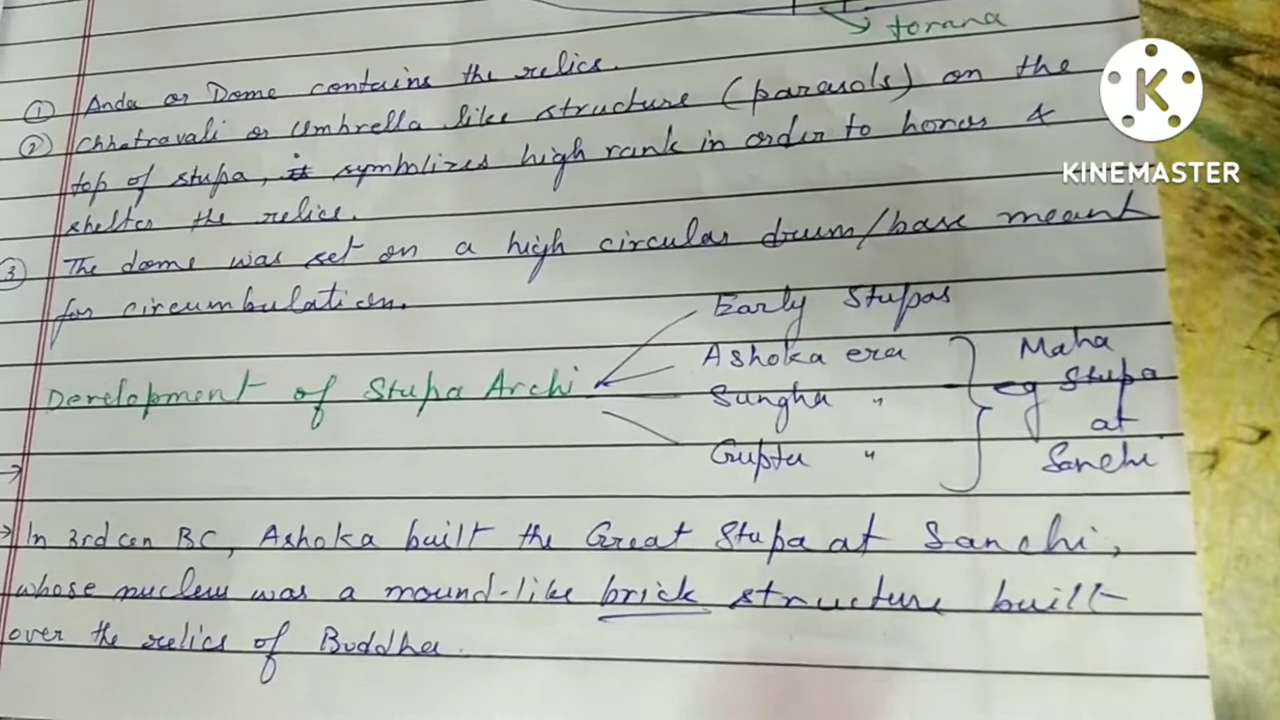 torana
① Anda or Dome contains the relics.
② Chhatravali or Umbrella like structure (parasols) on the
top of stupa, it symbolizes high rank in order to honor &
shelter the relics.
③ The dome was set on a high circular drum/base meant
for circumbulation.
Early Stupas
Ashoka era
Maha
Development of Stupa Archi
eg Stupa
Sungha "
at
Gupta "
Sanchi
→
→ In 3rd cen BC, Ashoka built the Great Stupa at Sanchi,
whose nucleus was a mound-like brick structure built
over the relics of Buddha.
K
KINEMASTER